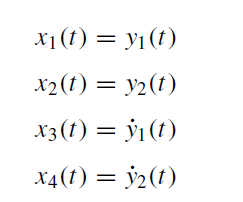 x₁(t) = y₁(t)
x₂(t) = y₂(t)
x₃(t) = ẏ₁(t)
x₄(t) = ẏ₂(t)